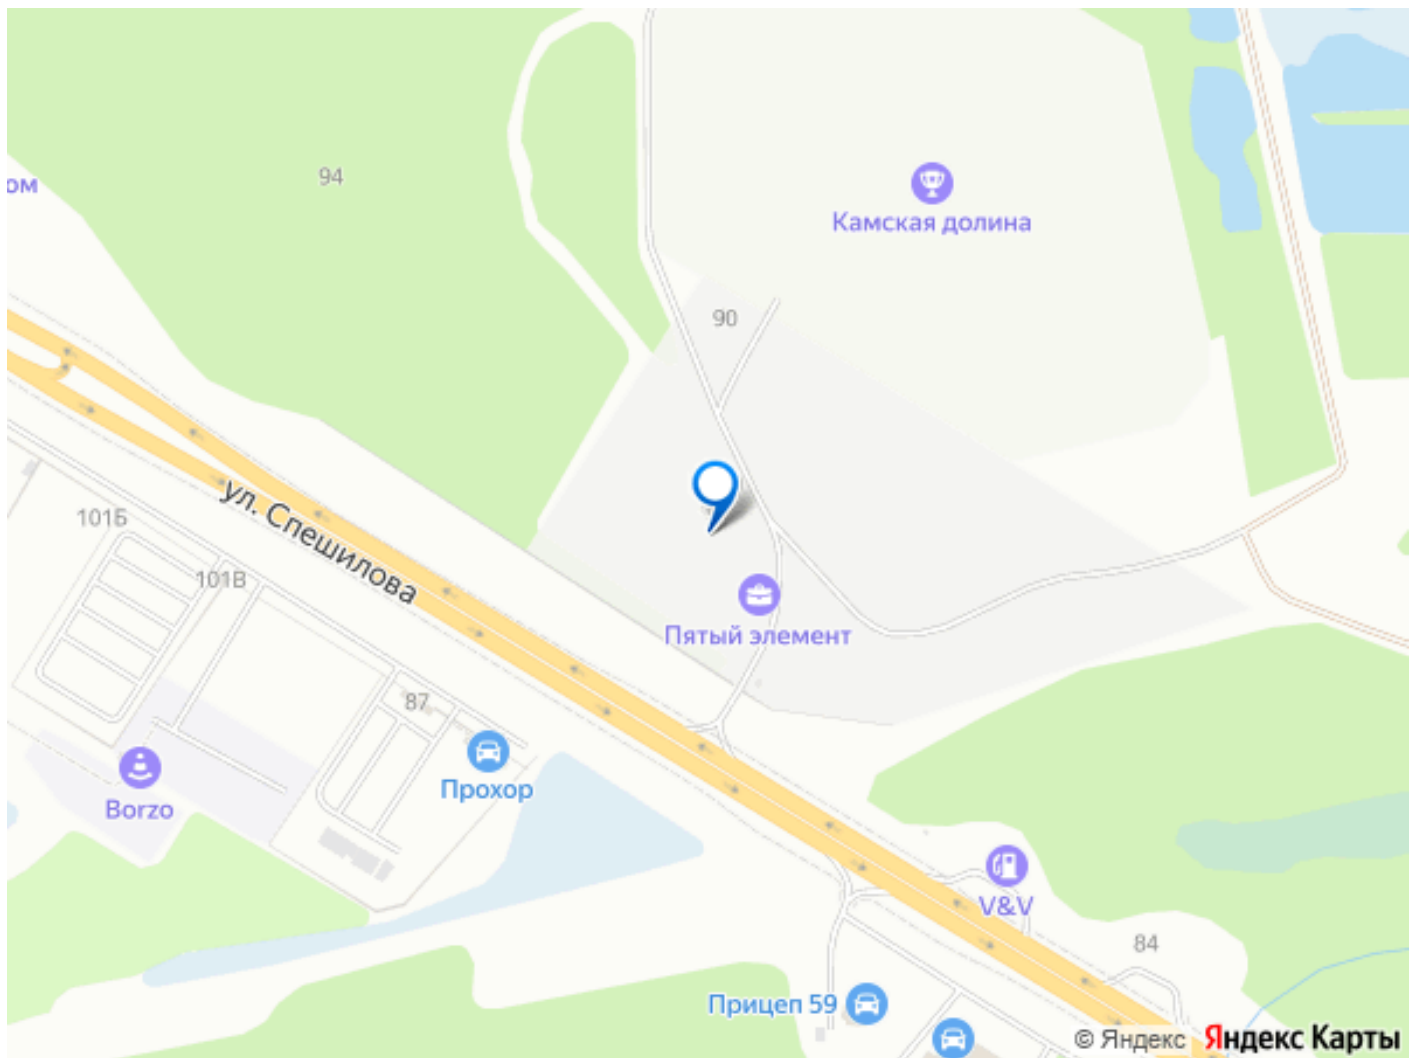 94
ом
Камская долина
90
ул. Спешилова
101Б
101В
Пятый элемент
87
Прохор
Borzo
V&V
84
Прицеп 59
© Яндекс Яндекс Карты